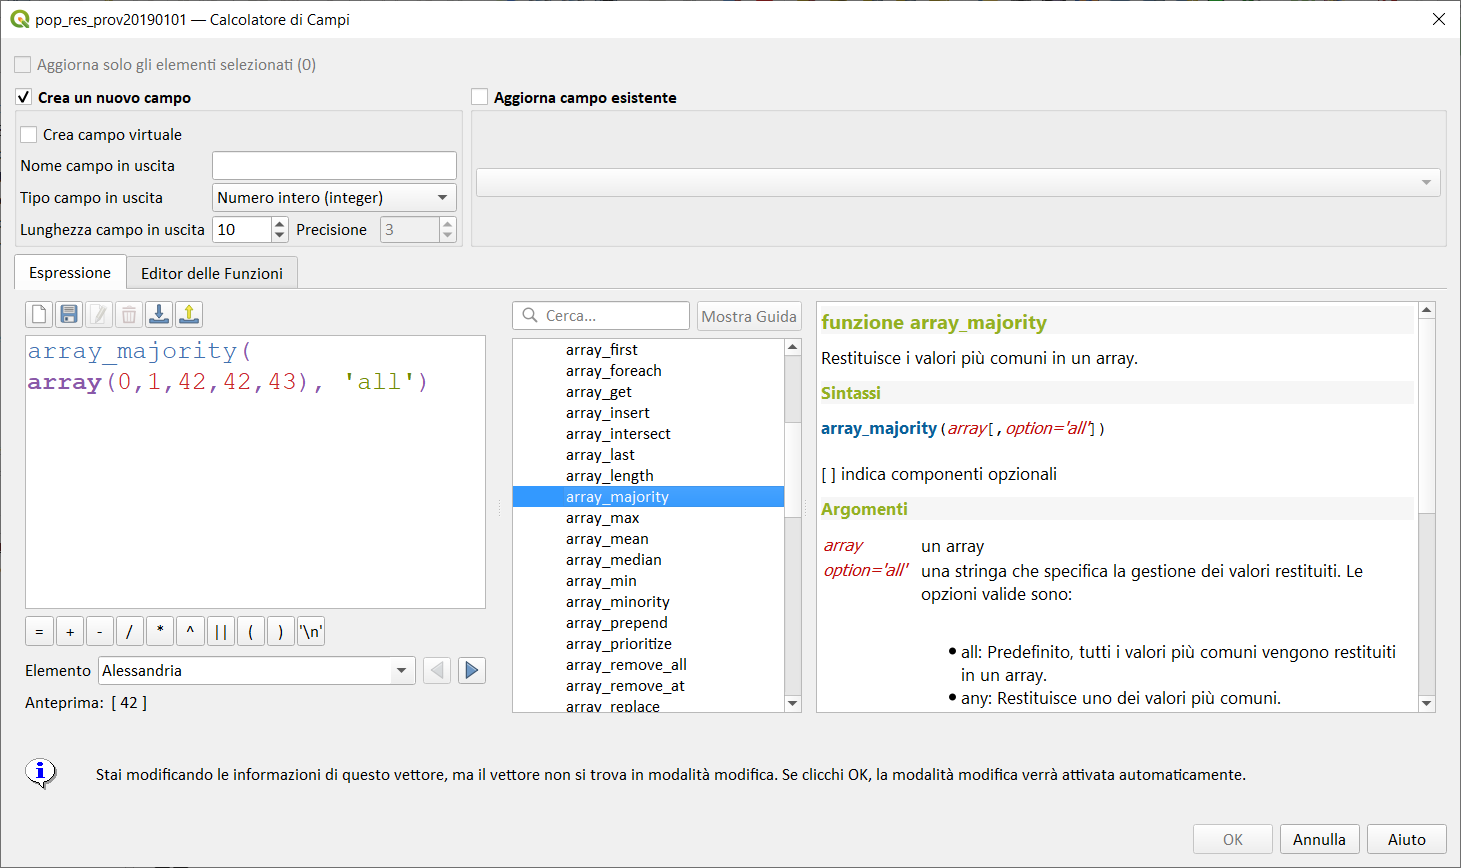 pop_res_prov20190101 — Calcolatore di Campi
Aggiorna solo gli elementi selezionati (0)
Crea un nuovo campo
Aggiorna campo esistente
Crea campo virtuale
Nome campo in uscita
Tipo campo in uscita
Numero intero (integer)
Lunghezza campo in uscita
10
Precisione
3
Espressione
Editor delle Funzioni
array_majority(
array(0,1,42,42,43), 'all')
=
+
-
/
*
^
||
(
)
'\n'
Elemento
Alessandria
Anteprima: [ 42 ]
Cerca...
Mostra Guida
array_first
array_foreach
array_get
array_insert
array_intersect
array_last
array_length
array_majority
array_max
array_mean
array_median
array_min
array_minority
array_prepend
array_prioritize
array_remove_all
array_remove_at
array_replace
funzione array_majority
Restituisce i valori più comuni in un array.
Sintassi
array_majority(array[,option='all'])
[ ] indica componenti opzionali
Argomenti
array un array
option='all' una stringa che specifica la gestione dei valori restituiti. Le
opzioni valide sono:
• all: Predefinito, tutti i valori più comuni vengono restituiti
in un array.
• any: Restituisce uno dei valori più comuni.
Stai modificando le informazioni di questo vettore, ma il vettore non si trova in modalità modifica. Se clicchi OK, la modalità modifica verrà attivata automaticamente.
OK
Annulla
Aiuto